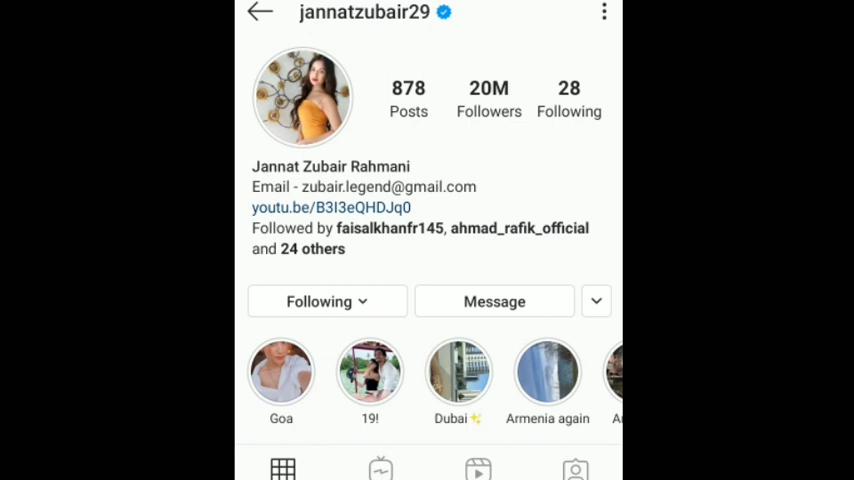 jannatzubair29
878 20M 28
Posts Followers Following
Jannat Zubair Rahmani
Email - zubair.legend@gmail.com
youtu.be/B3I3eQHDJq0
Followed by faisalkhanfr145, ahmad_rafik_official
and 24 others
Following Message
Goa 19! Dubai✨ Armenia again